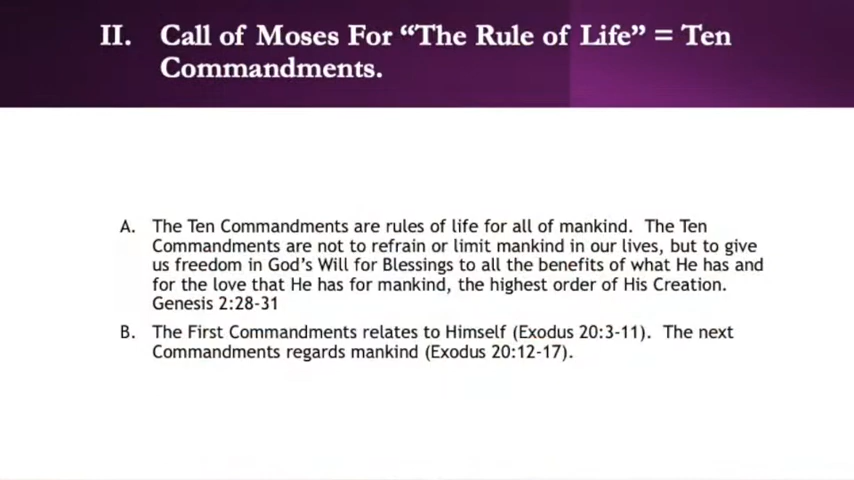 II. Call of Moses For “The Rule of Life” = Ten
Commandments.
A. The Ten Commandments are rules of life for all of mankind. The Ten
Commandments are not to refrain or limit mankind in our lives, but to give
us freedom in God’s Will for Blessings to all the benefits of what He has and
for the love that He has for mankind, the highest order of His Creation.
Genesis 2:28-31
B. The First Commandments relates to Himself (Exodus 20:3-11). The next
Commandments regards mankind (Exodus 20:12-17).